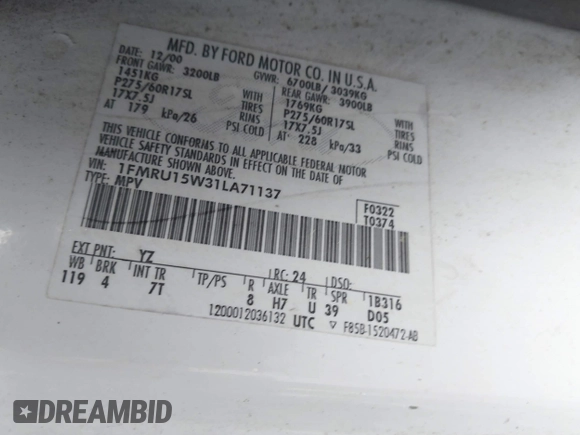 MFD. BY FORD MOTOR CO. IN U.S.A.
DATE: 12/00 GVWR: 6700LB/ 3039KG
FRONT GAWR: 3200LB REAR GAWR: 3900LB
1451KG WITH 1769KG WITH
P275/60R17SL TIRES P275/60R17SL TIRES
17X7.5J RIMS 17X7.5J RIMS
AT 179 kPa/26 PSI COLD AT: 228 kPa/33 PSI COLD
THIS VEHICLE CONFORMS TO ALL APPLICABLE FEDERAL MOTOR
VEHICLE SAFETY STANDARDS IN EFFECT ON THE DATE OF
MANUFACTURE SHOWN ABOVE.
VIN: 1FMRU15W31LA71137
TYPE: MPV
F0322
T0374
EXT PNT: YZ RC: 24 DSO:
WB BRK INT TR TP/PS R AXLE TR SPR 1B316
119 4 7T 8 H7 U 39 D05
1200012036132 UTC ▽ F85B-1520472-AB
DREAMBID